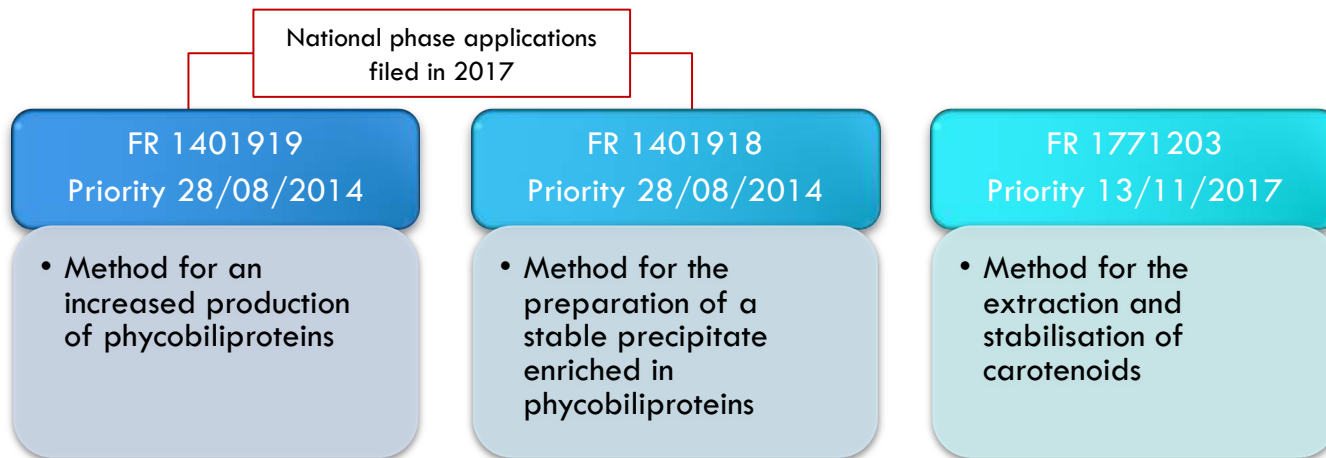 National phase applications
filed in 2017
FR 1401919
Priority 28/08/2014
• Method for an
increased production
of phycobiliproteins
FR 1401918
Priority 28/08/2014
• Method for the
preparation of a
stable precipitate
enriched in
phycobiliproteins
FR 1771203
Priority 13/11/2017
• Method for the
extraction and
stabilisation of
carotenoids